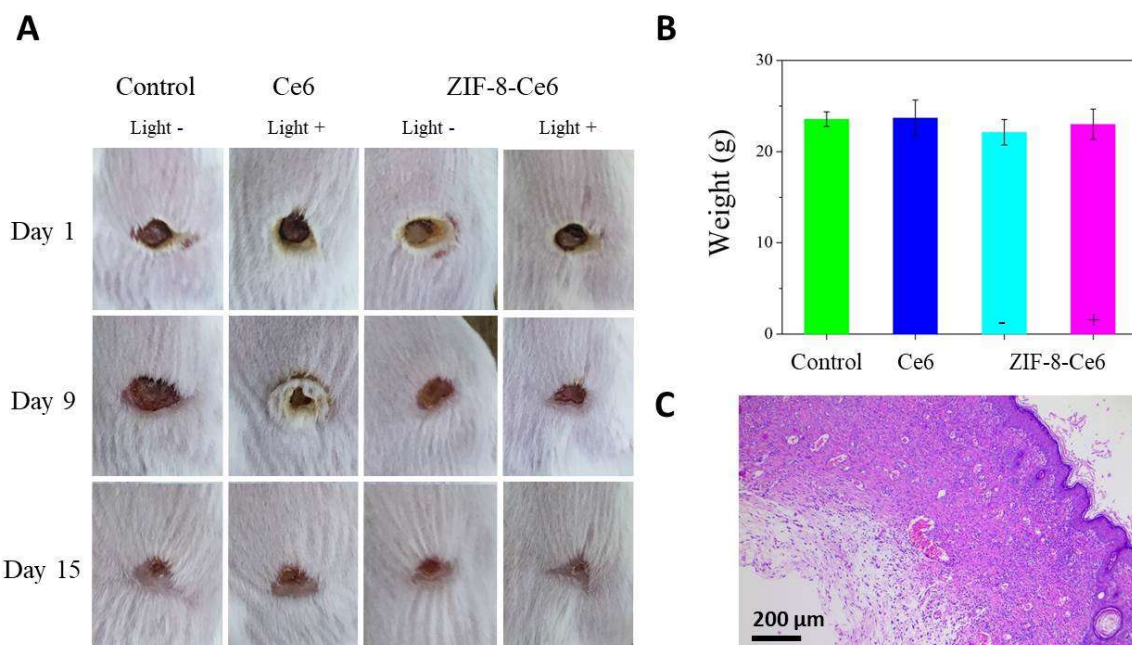 A
Control Ce6 ZIF-8-Ce6
Light - Light + Light - Light +
Day 1
Day 9
Day 15
B
30
20
10
0
Weight (g)
- +
Control Ce6 ZIF-8-Ce6
C
200 µm